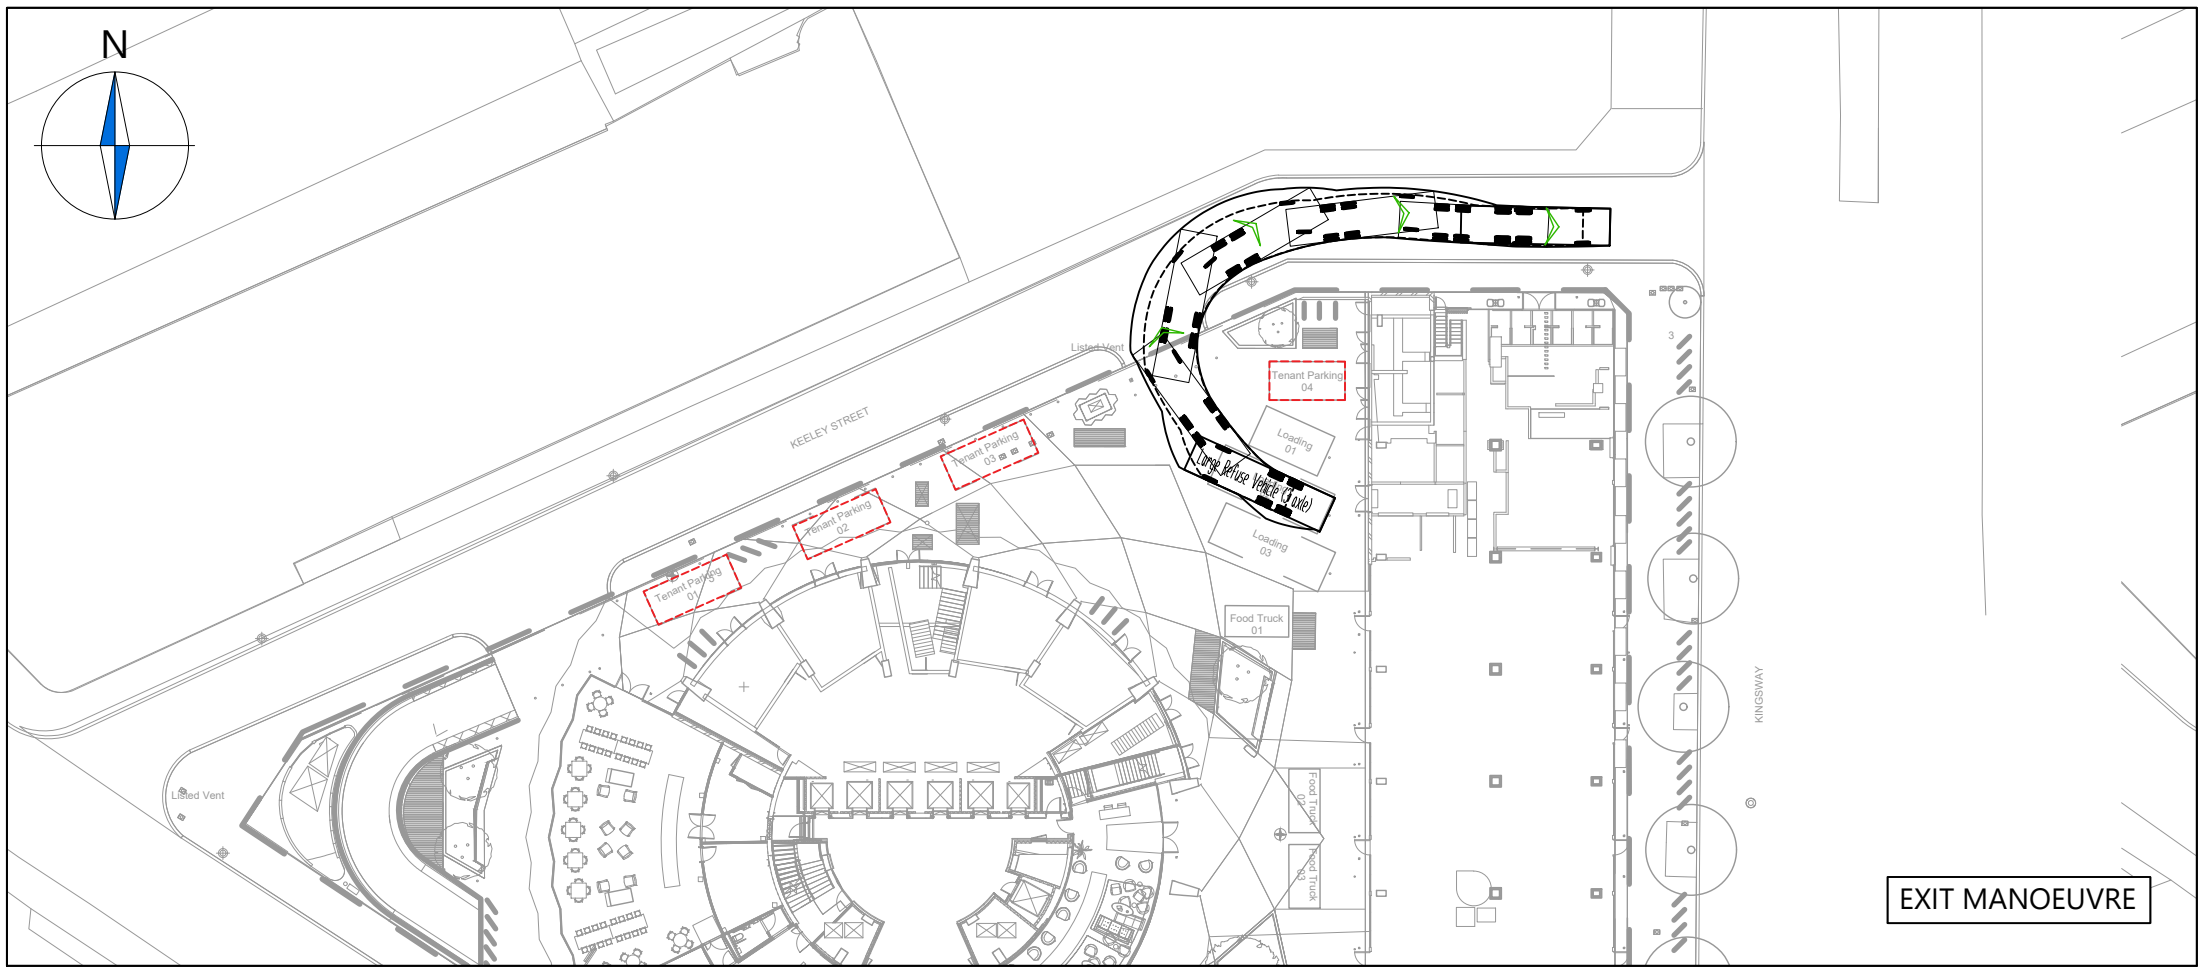 N
Listed Vent
KEELEY STREET
Tenant Parking
04
3
Loading
01
Tenant Parking
03
Large Refuse Vehicle (3 axle)
Tenant Parking
02
Loading
03
Tenant Parking
01
Food Truck
01
KINGSWAY
Listed Vent
Food Truck
02
Food Truck
03
EXIT MANOEUVRE